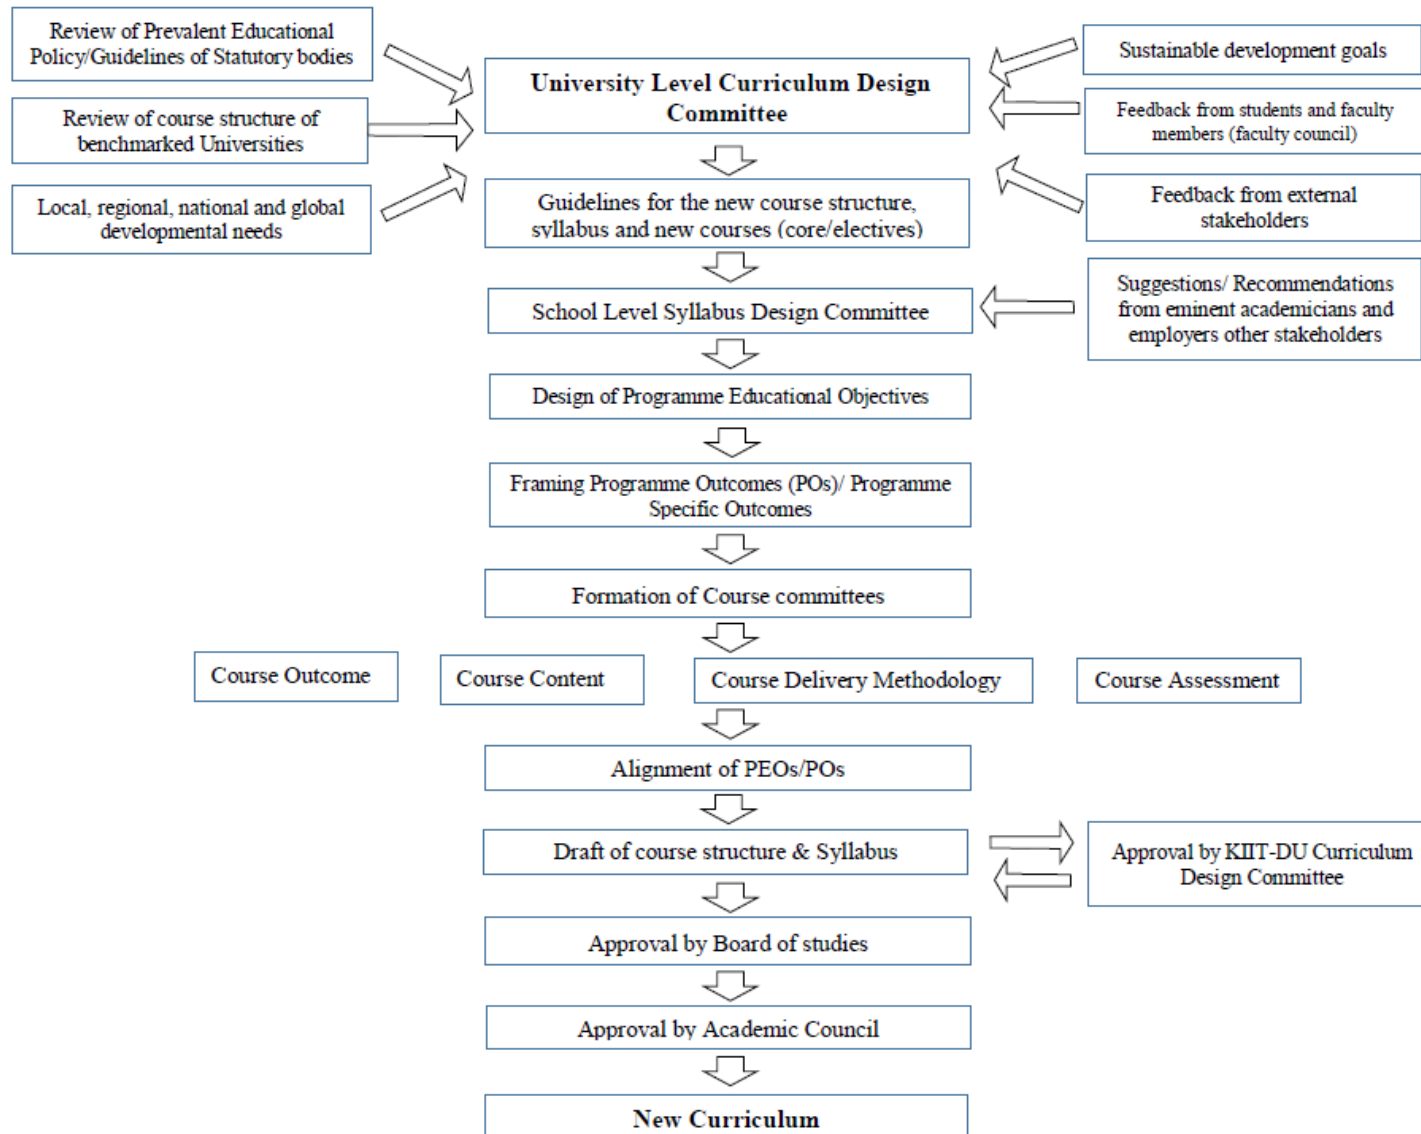 Review of Prevalent Educational
Policy/Guidelines of Statutory bodies
Review of course structure of
benchmarked Universities
Local, regional, national and global
developmental needs
University Level Curriculum Design
Committee
Sustainable development goals
Feedback from students and faculty
members (faculty council)
Feedback from external
stakeholders
Guidelines for the new course structure,
syllabus and new courses (core/electives)
School Level Syllabus Design Committee
Suggestions/ Recommendations
from eminent academicians and
employers other stakeholders
Design of Programme Educational Objectives
Framing Programme Outcomes (POs)/ Programme
Specific Outcomes
Formation of Course committees
Course Outcome
Course Content
Course Delivery Methodology
Course Assessment
Alignment of PEOs/POs
Draft of course structure & Syllabus
Approval by KIIT-DU Curriculum
Design Committee
Approval by Board of studies
Approval by Academic Council
New Curriculum